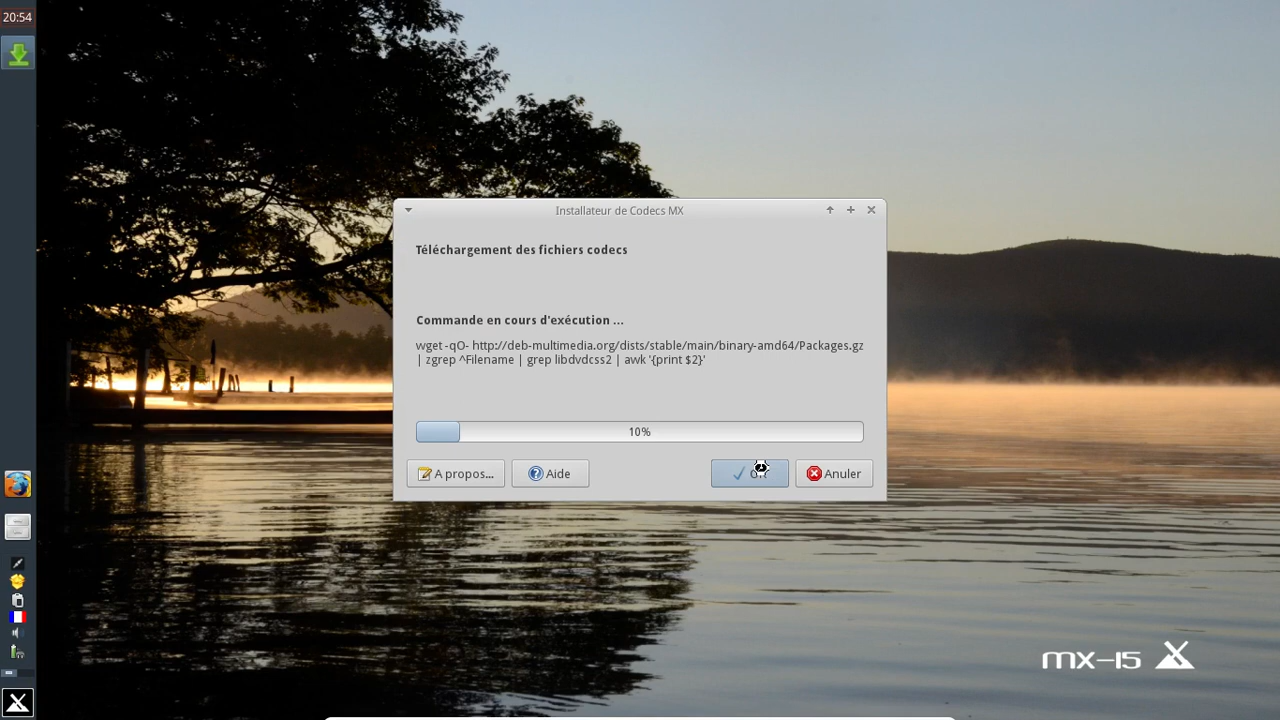 20:54
Installateur de Codecs MX
Téléchargement des fichiers codecs
Commande en cours d'exécution ...
wget -qO- http://deb-multimedia.org/dists/stable/main/binary-amd64/Packages.gz
| zgrep ^Filename | grep libdvdcss2 | awk '{print $2}'
10%
A propos...
Aide
OK
Anuler
mx-15